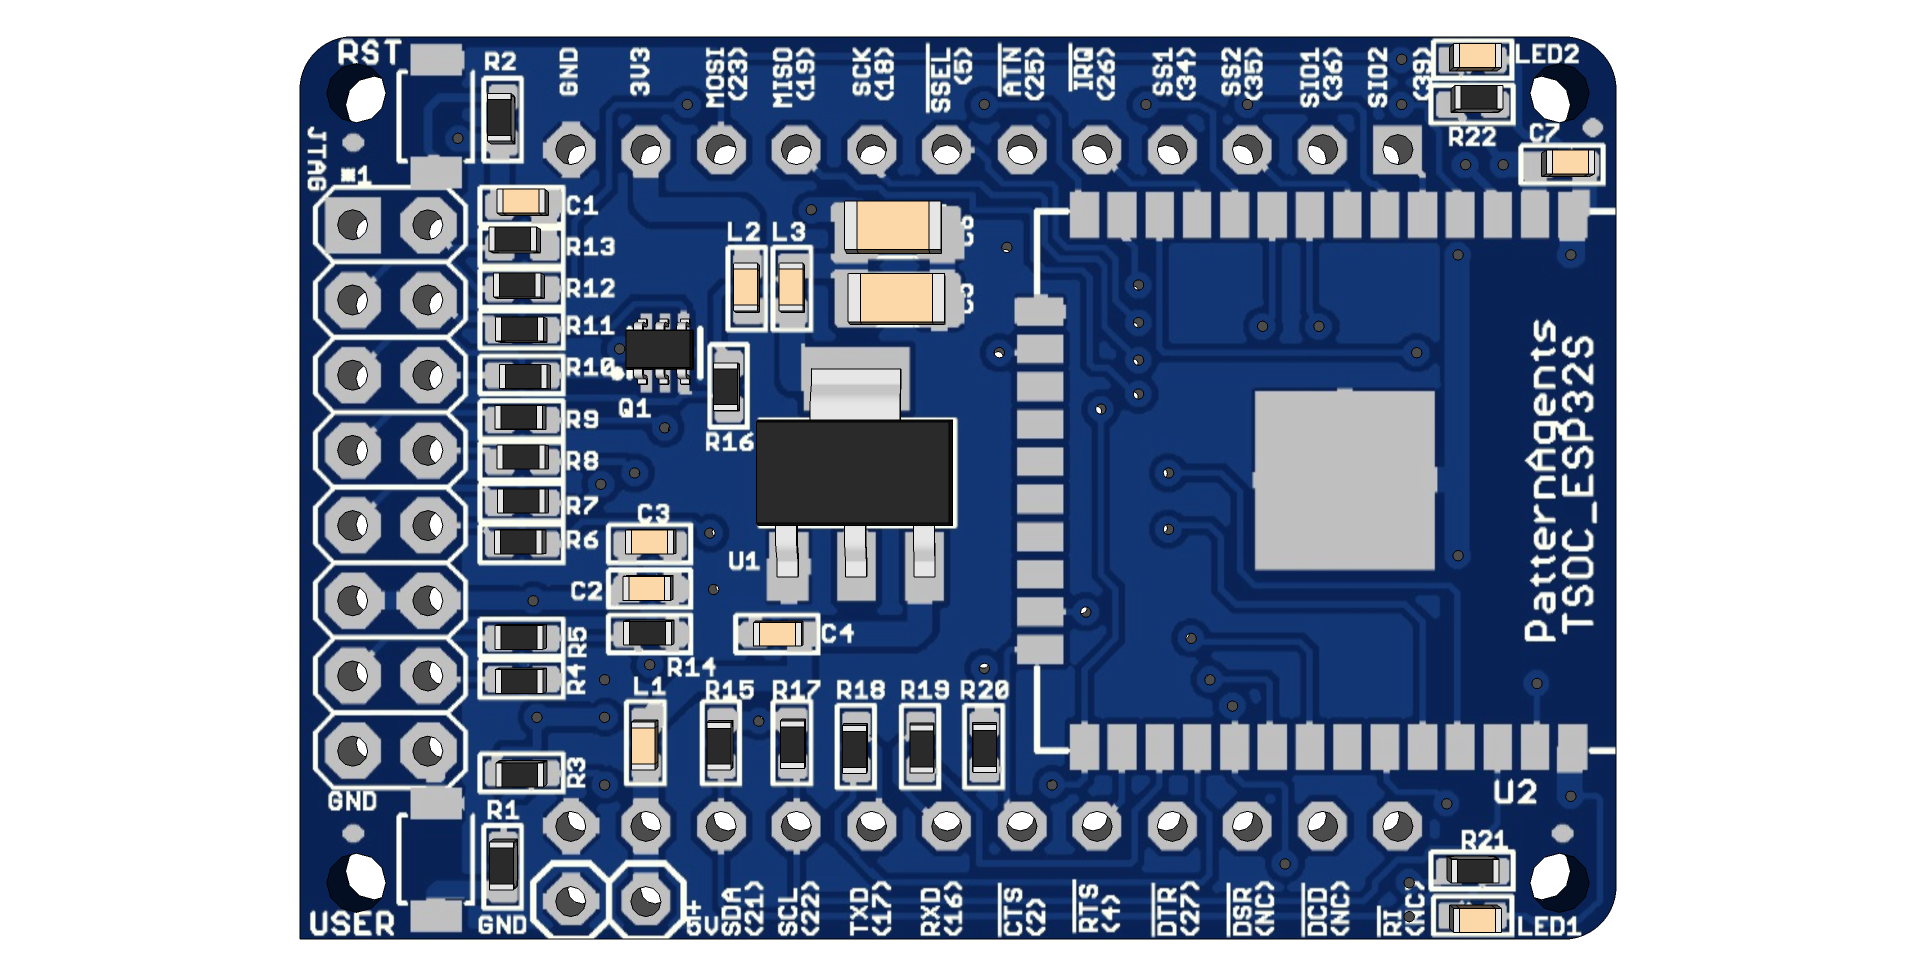 RST
R2
GND
3V3
MOSI
(23)
MISO
(19)
SCK
(18)
SSEL
(5)
ATN
(25)
IRQ
(26)
SS1
(34)
SS2
(35)
SIO1
(36)
SIO2
(39)
LED2
R22
C7
JTAG
1
C1
R13
R12
R11
R10
R9
R8
R7
R6
L2
L3
Q1
R16
C3
U1
C2
C4
R14
R5
R4
L1
R15
R17
R18
R19
R20
R3
GND
R1
PatternAgents
TSOC_ESP32S
U2
R21
USER
GND
+
5V
SDA
(21)
SCL
(22)
TXD
(17)
RXD
(16)
CTS
(2)
RTS
(4)
DTR
(27)
DSR
(NC)
DCD
(NC)
RI
(NC)
LED1